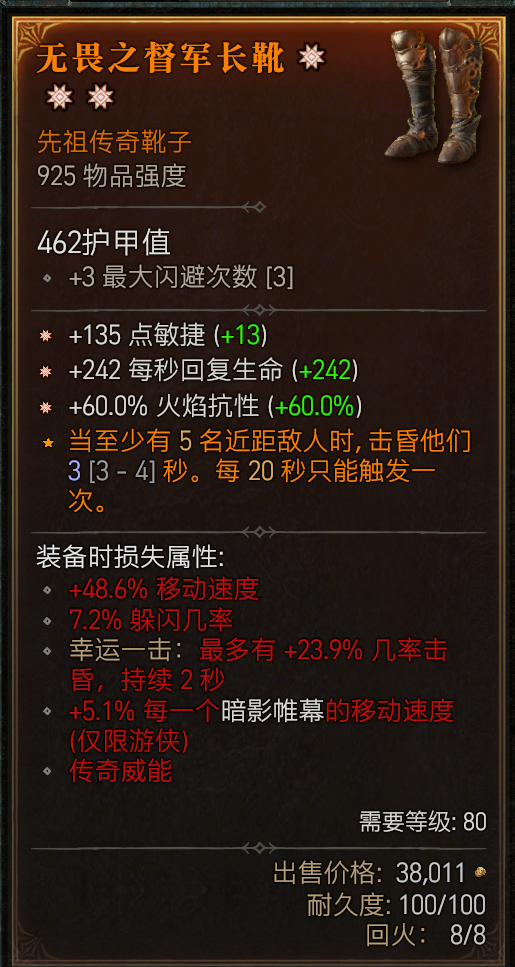 无畏之督军长靴
先祖传奇靴子
925 物品强度
462护甲值
+3 最大闪避次数 [3]
+135 点敏捷 (+13)
+242 每秒回复生命 (+242)
+60.0% 火焰抗性 (+60.0%)
当至少有 5 名近距敌人时, 击昏他们
3 [3 - 4] 秒。每 20 秒只能触发一
次。
装备时损失属性:
+48.6% 移动速度
7.2% 躲闪几率
幸运一击：最多有 +23.9% 几率击
昏，持续 2 秒
+5.1% 每一个暗影帷幕的移动速度
(仅限游侠)
传奇威能
需要等级: 80
出售价格: 38,011
耐久度: 100/100
回火： 8/8